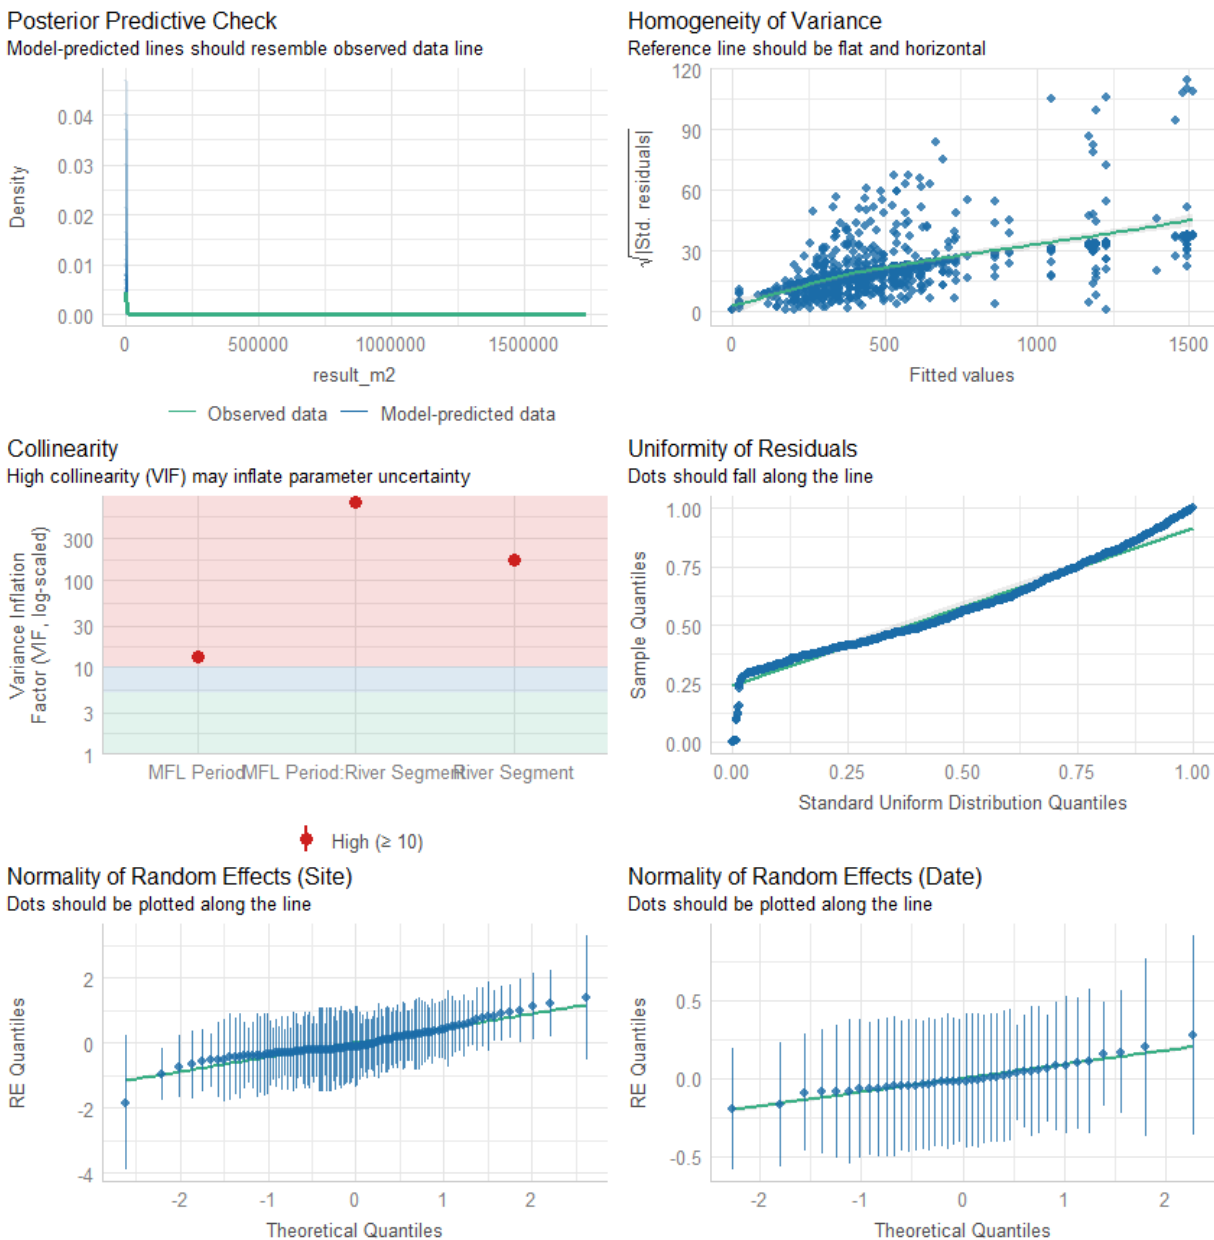 Posterior Predictive Check
Model-predicted lines should resemble observed data line
Density
0.04
0.03
0.02
0.01
0.00
0
500000
1000000
1500000
result_m2
Observed data
Model-predicted data
Homogeneity of Variance
Reference line should be flat and horizontal
√|Std. residuals|
120
90
60
30
0
0
500
1000
1500
Fitted values
Collinearity
High collinearity (VIF) may inflate parameter uncertainty
Variance Inflation
Factor (VIF, log-scaled)
300
100
30
10
3
1
MFL Period
MFL Period:River Segment
River Segment
High (≥ 10)
Uniformity of Residuals
Dots should fall along the line
Sample Quantiles
1.00
0.75
0.50
0.25
0.00
0.00
0.25
0.50
0.75
1.00
Standard Uniform Distribution Quantiles
Normality of Random Effects (Site)
Dots should be plotted along the line
RE Quantiles
2
0
-2
-4
-2
-1
0
1
2
Theoretical Quantiles
Normality of Random Effects (Date)
Dots should be plotted along the line
RE Quantiles
0.5
0.0
-0.5
-2
-1
0
1
2
Theoretical Quantiles